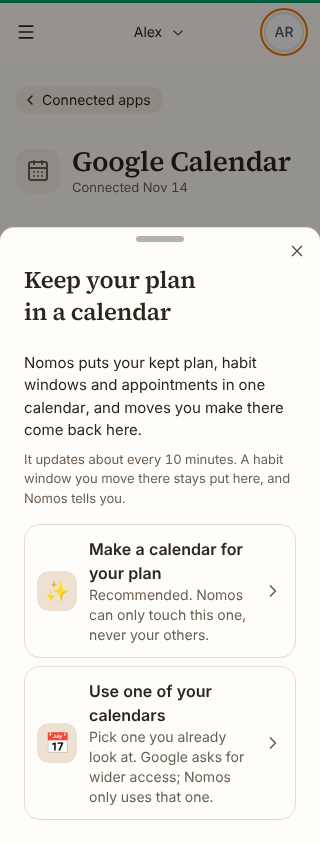 Alex
AR
Connected apps
Google Calendar
Connected Nov 14
Keep your plan
in a calendar
Nomos puts your kept plan, habit
windows and appointments in one
calendar, and moves you make there
come back here.
It updates about every 10 minutes. A habit
window you move there stays put here, and
Nomos tells you.
Make a calendar for
your plan
Recommended. Nomos
can only touch this one,
never your others.
Use one of your
calendars
Pick one you already
look at. Google asks for
wider access; Nomos
only uses that one.
July
17